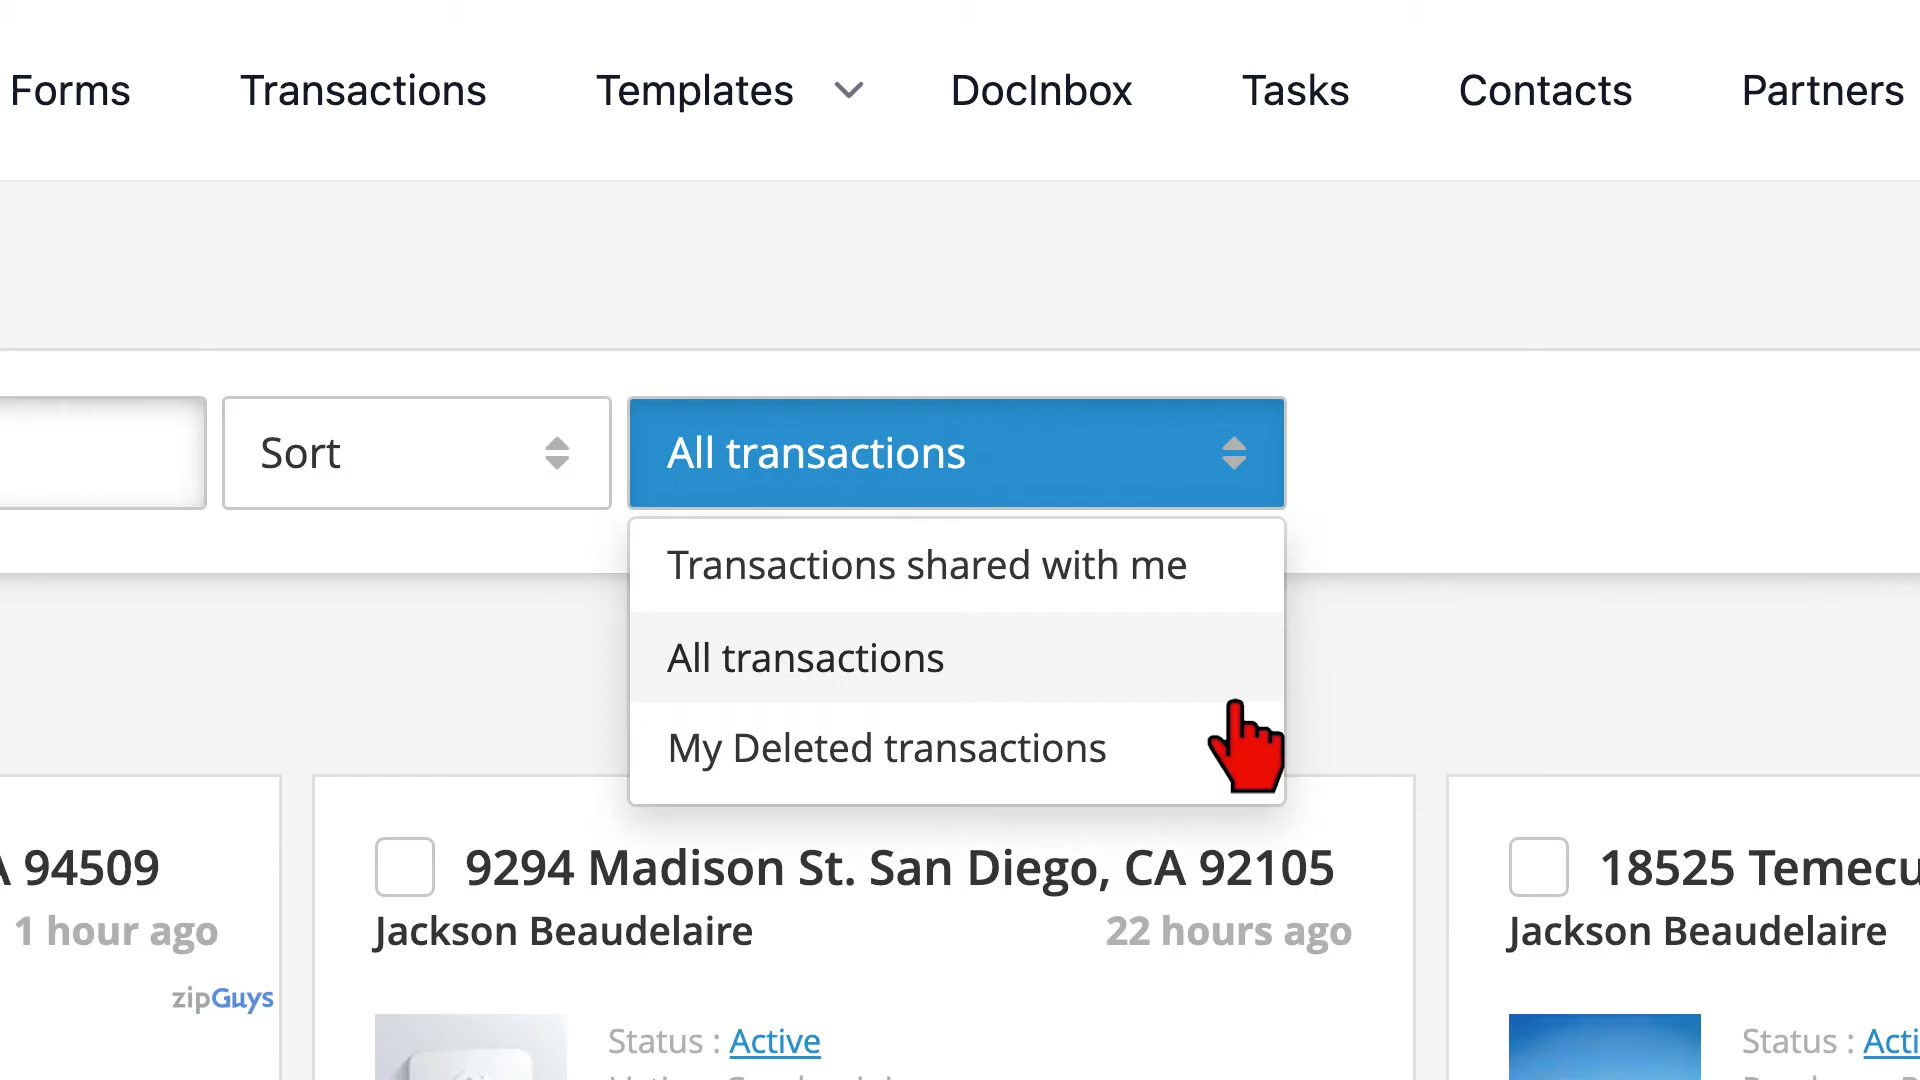 Forms Transactions Templates DocInbox Tasks Contacts Partners
Sort
All transactions
Transactions shared with me
All transactions
My Deleted transactions
94509
1 hour ago
zipGuys
9294 Madison St. San Diego, CA 92105
Jackson Beaudelaire 22 hours ago
Status : Active
18525 Temecu
Jackson Beaudelaire
Status : Acti